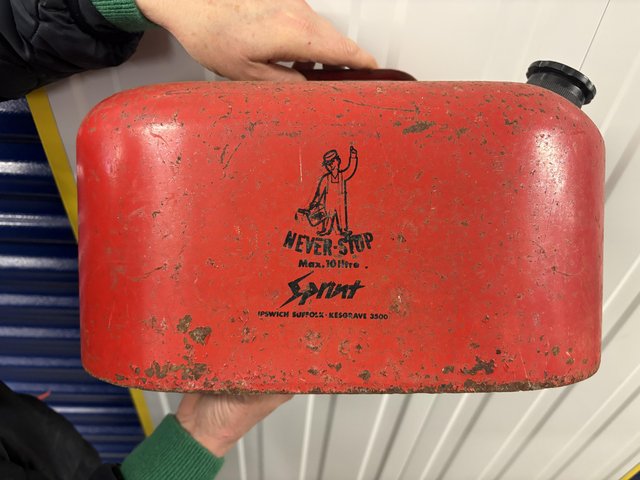 NEVER-STOP
Max. 10 litre
Sprint
IPSWICH SUFFOLK · KESGRAVE 3500